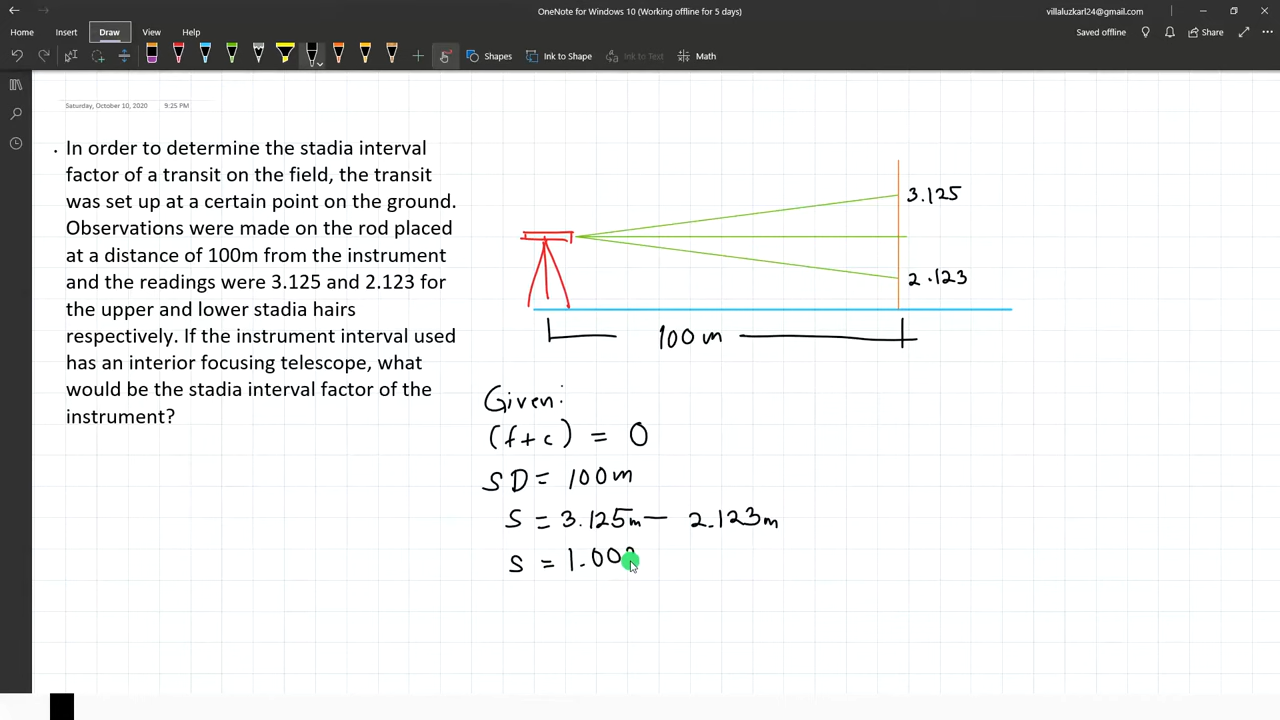 OneNote for Windows 10 (Working offline for 5 days)
villaluzkarl24@gmail.com
Home Insert Draw View Help
Saved offline Share
Shapes Ink to Shape Ink to Text Math
Saturday, October 10, 2020 9:25 PM
In order to determine the stadia interval
factor of a transit on the field, the transit
was set up at a certain point on the ground.
Observations were made on the rod placed
at a distance of 100m from the instrument
and the readings were 3.125 and 2.123 for
the upper and lower stadia hairs
respectively. If the instrument interval used
has an interior focusing telescope, what
would be the stadia interval factor of the
instrument?
3.125
2.123
100 m
Given:
(f+c) = 0
SD = 100m
S = 3.125m - 2.123m
S = 1.00